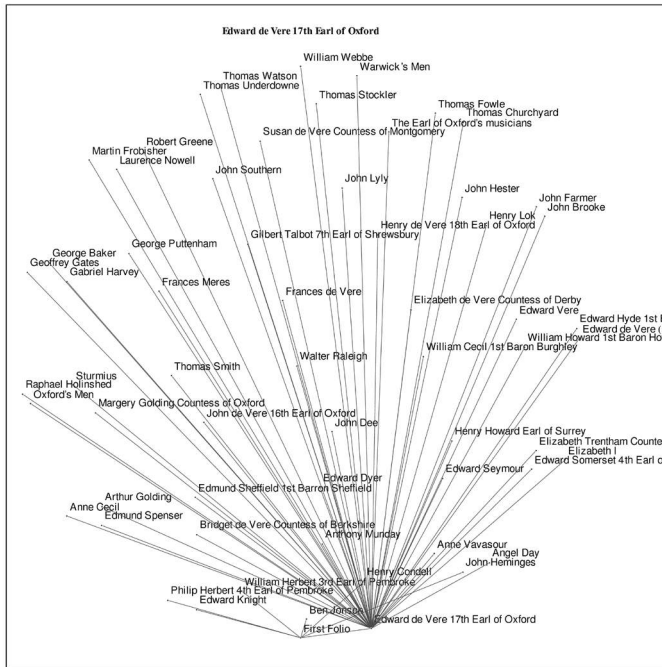 Edward de Vere 17th Earl of Oxford
William Webbe
Warwick's Men
Thomas Watson
Thomas Underdowne
Thomas Stockler
Thomas Fowle
Thomas Churchyard
The Earl of Oxford's musicians
Susan de Vere Countess of Montgomery
Robert Greene
Martin Frobisher
Laurence Nowell
John Southern
John Lyly
John Hester
John Farmer
John Brooke
Henry Lok
Henry de Vere 18th Earl of Oxford
Gilbert Talbot 7th Earl of Shrewsbury
George Puttenham
George Baker
Geoffrey Gates
Gabriel Harvey
Frances Meres
Frances de Vere
Elizabeth de Vere Countess of Derby
Edward Vere
Edward Hyde 1st
Edward de Vere (
William Howard 1st Baron Ho
William Cecil 1st Baron Burghley
Walter Raleigh
Thomas Smith
Sturmius
Raphael Holinshed
Oxford's Men
Margery Golding Countess of Oxford
John de Vere 16th Earl of Oxford
John Dee
Henry Howard Earl of Surrey
Elizabeth Trentham Counte
Elizabeth I
Edward Somerset 4th Earl o
Edward Seymour
Edward Dyer
Edmund Sheffield 1st Barron Sheffield
Arthur Golding
Anne Cecil
Edmund Spenser
Bridget de Vere Countess of Berkshire
Anthony Munday
Anne Vavasour
Angel Day
John Heminges
Henry Condell
William Herbert 3rd Earl of Pembroke
Philip Herbert 4th Earl of Pembroke
Edward Knight
Ben Jonson
Edward de Vere 17th Earl of Oxford
First Folio